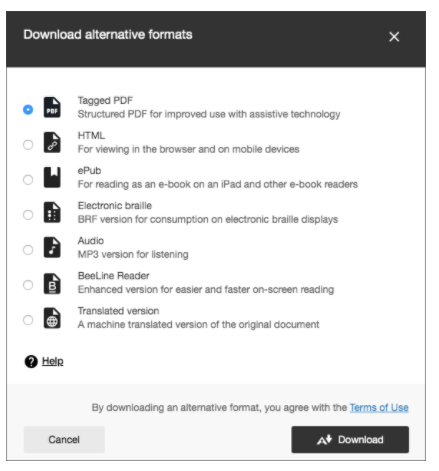 Download alternative formats
Tagged PDF
PDF
Structured PDF for improved use with assistive technology
HTML
For viewing in the browser and on mobile devices
ePub
For reading as an e-book on an iPad and other e-book readers
Electronic braille
BRF version for consumption on electronic braille displays
Audio
MP3 version for listening
BeeLine Reader
B
Enhanced version for easier and faster on-screen reading
Translated version
A machine translated version of the original document
? Help
By downloading an alternative format, you agree with the Terms of Use
Cancel
Download